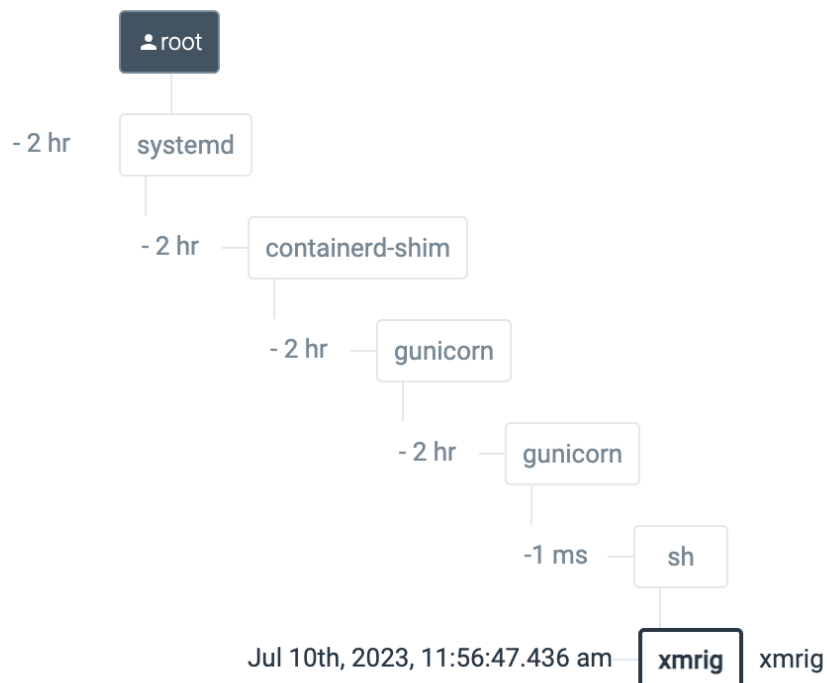 root
- 2 hr systemd
- 2 hr containerd-shim
- 2 hr gunicorn
- 2 hr gunicorn
-1 ms sh
Jul 10th, 2023, 11:56:47.436 am xmrig xmrig